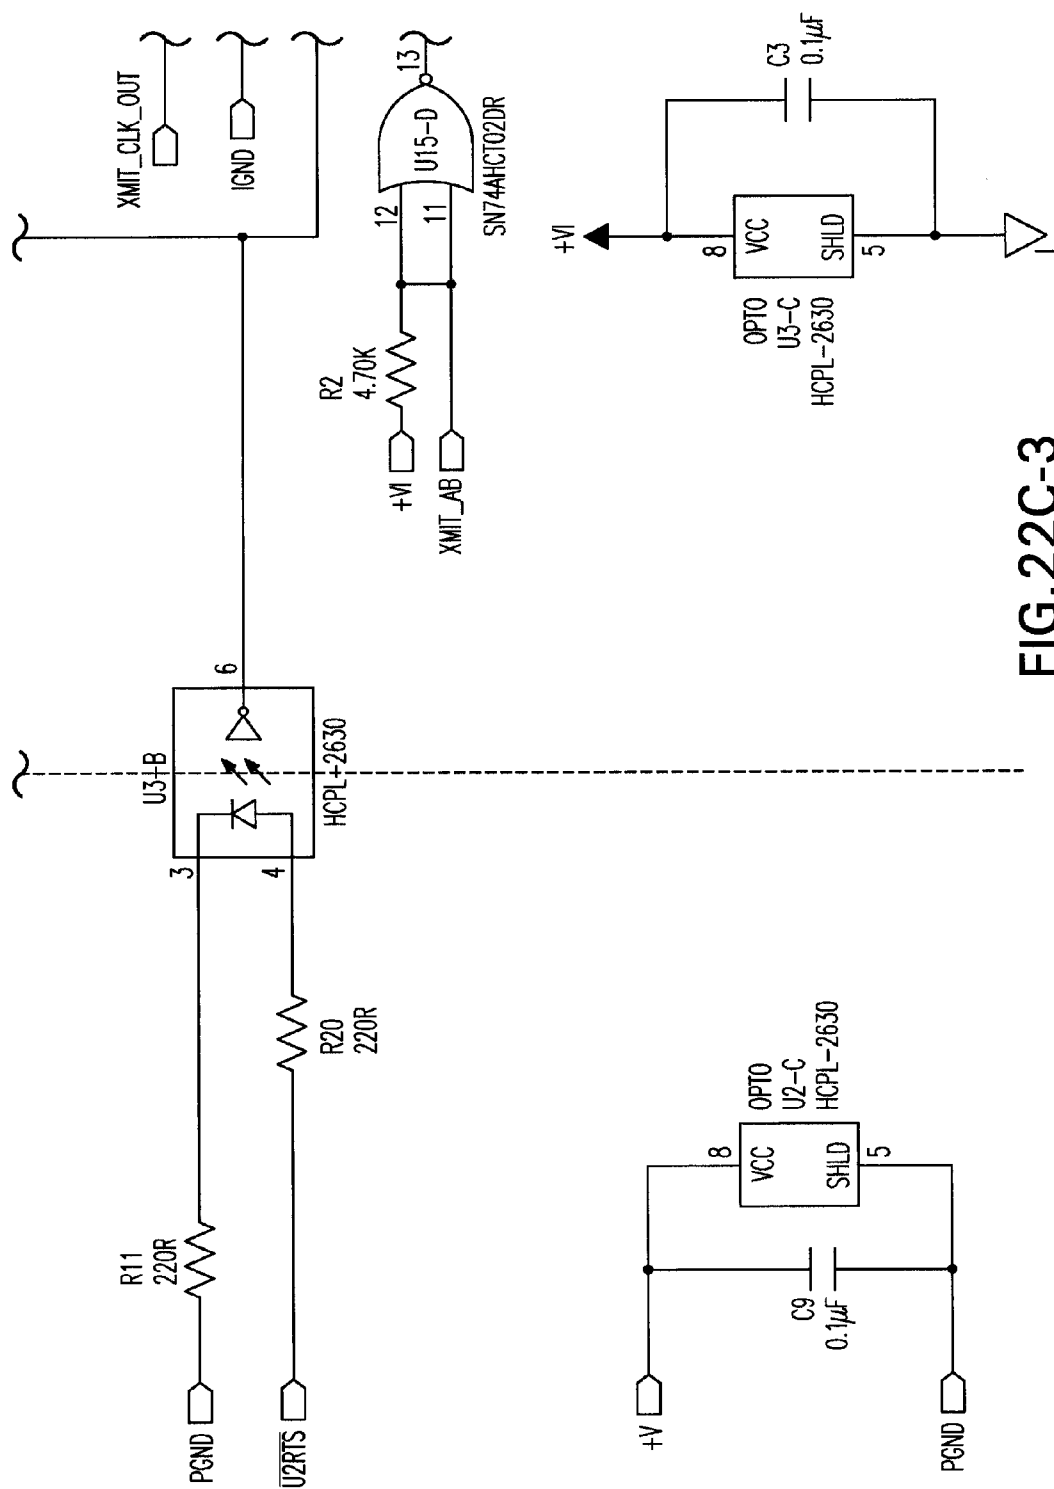 XMIT_CLK_OUT
IGND
U3-B
3
4
6
HCPL-2630
R11
220R
PGND
R20
220R
U2RTS
12
11
13
U15-D
SN74AHCT02DR
R2
4.70K
+VI
XMIT_AB
+VI
8
VCC
SHLD
5
OPTO
U3-C
HCPL-2630
C3
0.1µF
+V
PGND
C9
0.1µF
8
VCC
SHLD
5
OPTO
U2-C
HCPL-2630
I
FIG.22C-3